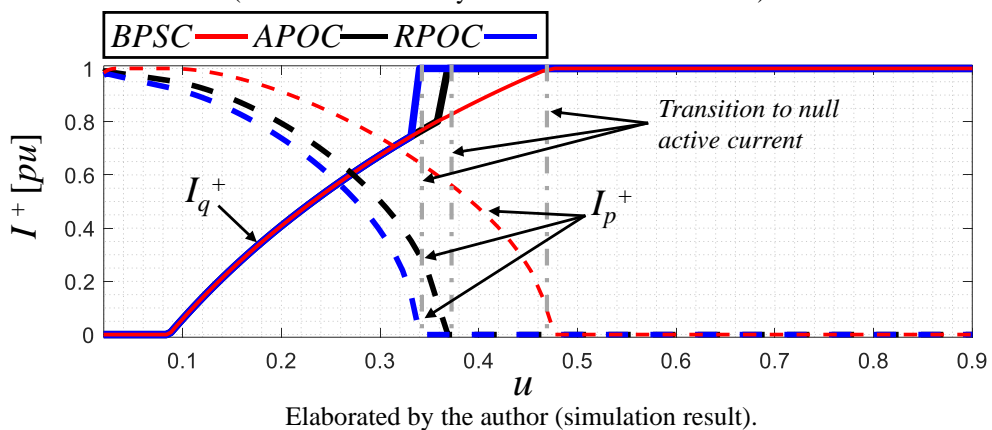 BPSC APOC RPOC
1
0.8
0.6
0.4
0.2
0
I+ [pu]
Transition to null
active current
Iq+
Ip+
0.1 0.2 0.3 0.4 0.5 0.6 0.7 0.8 0.9
u
Elaborated by the author (simulation result).